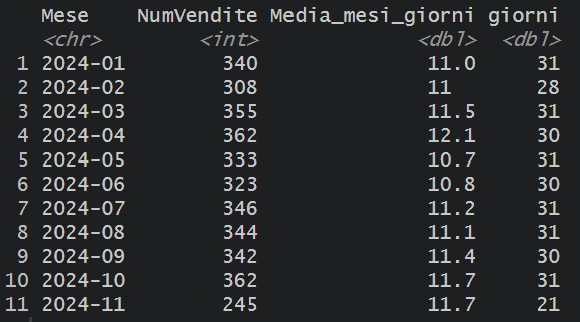 Mese NumVendite Media_mesi_giorni giorni
<chr> <int> <dbl> <dbl>
1 2024-01 340 11.0 31
2 2024-02 308 11 28
3 2024-03 355 11.5 31
4 2024-04 362 12.1 30
5 2024-05 333 10.7 31
6 2024-06 323 10.8 30
7 2024-07 346 11.2 31
8 2024-08 344 11.1 31
9 2024-09 342 11.4 30
10 2024-10 362 11.7 31
11 2024-11 245 11.7 21